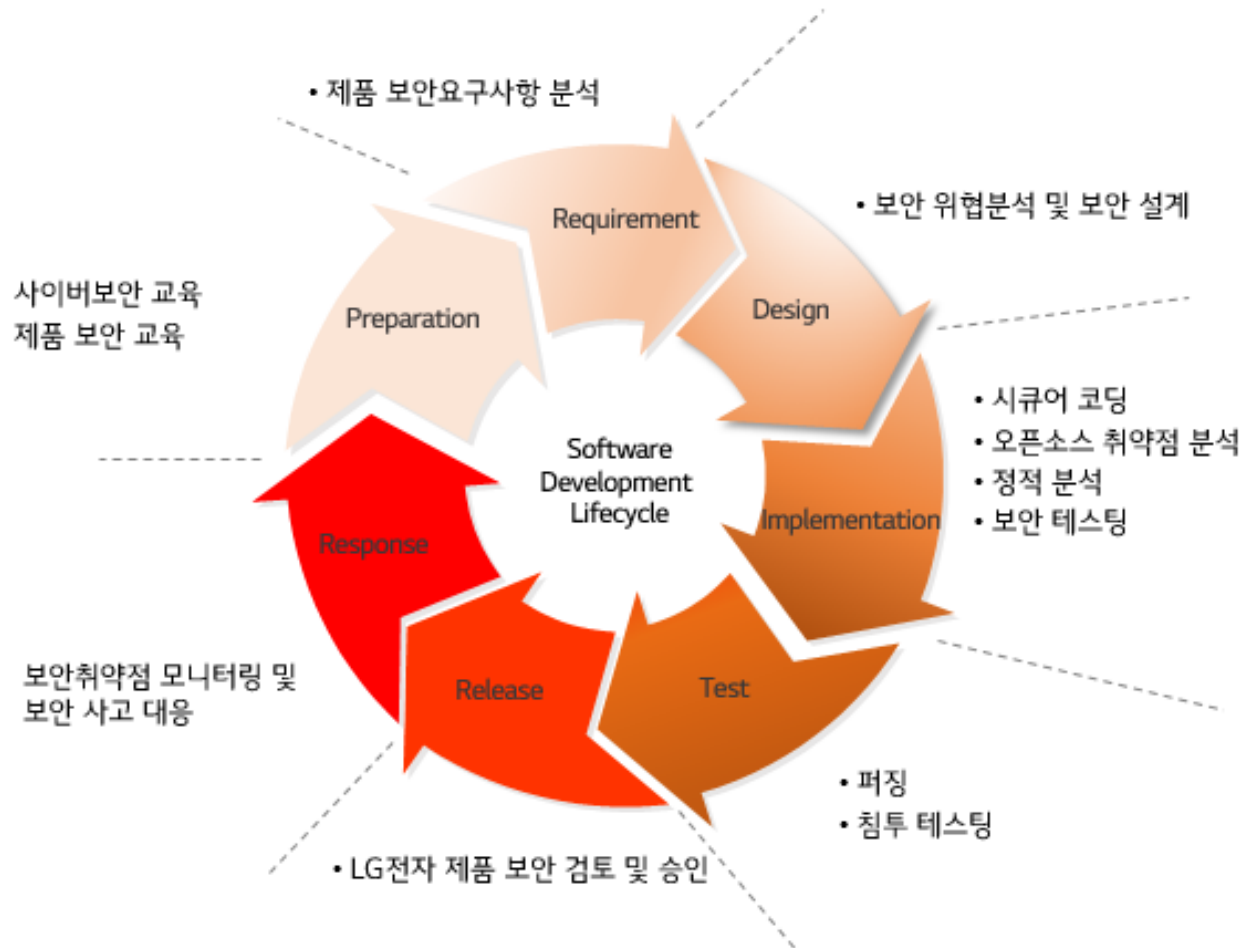 • 제품 보안요구사항 분석
Requirement
• 보안 위협분석 및 보안 설계
Design
사이버보안 교육
제품 보안 교육
Preparation
• 시큐어 코딩
• 오픈소스 취약점 분석
• 정적 분석
• 보안 테스팅
Implementation
Software
Development
Lifecycle
Response
보안취약점 모니터링 및
보안 사고 대응
Release
Test
• 퍼징
• 침투 테스팅
• LG전자 제품 보안 검토 및 승인